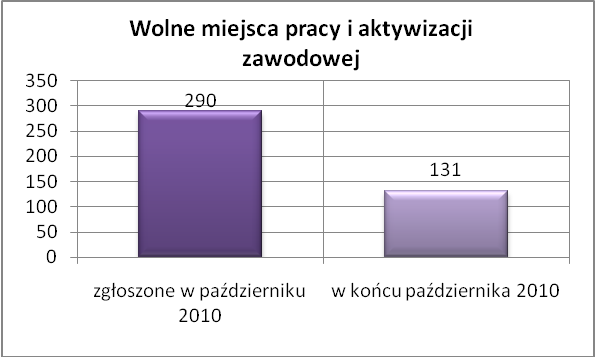 Wolne miejsca pracy i aktywizacji
zawodowej
350
300
290
250
200
150
131
100
50
0
zgłoszone w październiku
2010
w końcu października 2010